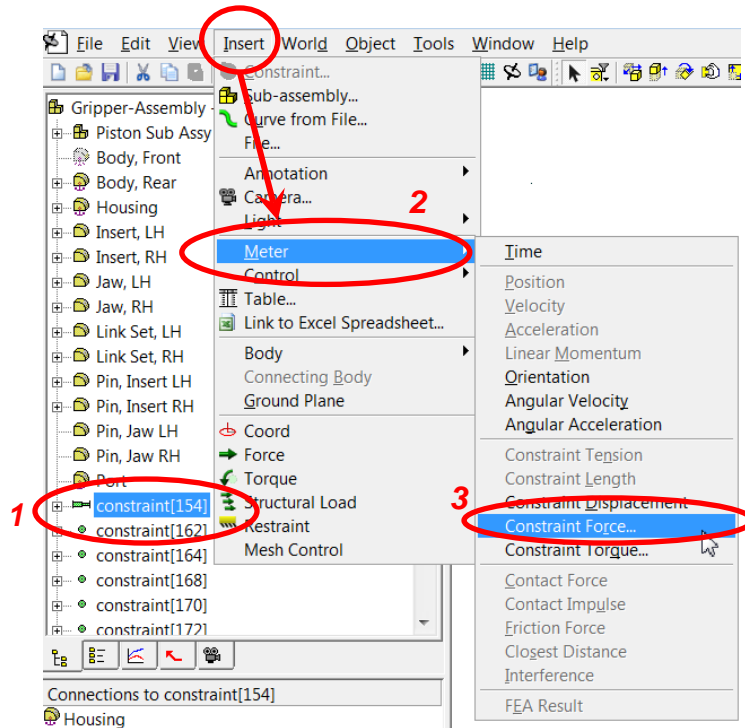 File Edit View Insert World Object Tools Window Help
Gripper-Assembly -
Piston Sub Assy
Body, Front
Body, Rear
Housing
Insert, LH
Insert, RH
Jaw, LH
Jaw, RH
Link Set, LH
Link Set, RH
Pin, Insert LH
Pin, Insert RH
Pin, Jaw LH
Pin, Jaw RH
Port
1
constraint[154]
constraint[162]
constraint[164]
constraint[168]
constraint[170]
constraint[172]
Connections to constraint[154]
Housing
Constraint...
Sub-assembly...
Curve from File...
File...
Annotation
Camera...
Light
2
Meter
Control
Table...
Link to Excel Spreadsheet...
Body
Connecting Body
Ground Plane
Coord
Force
Torque
Structural Load
Restraint
Mesh Control
Time
Position
Velocity
Acceleration
Linear Momentum
Orientation
Angular Velocity
Angular Acceleration
Constraint Tension
Constraint Length
Constraint Displacement
3
Constraint Force...
Constraint Torque...
Contact Force
Contact Impulse
Friction Force
Closest Distance
Interference
FEA Result